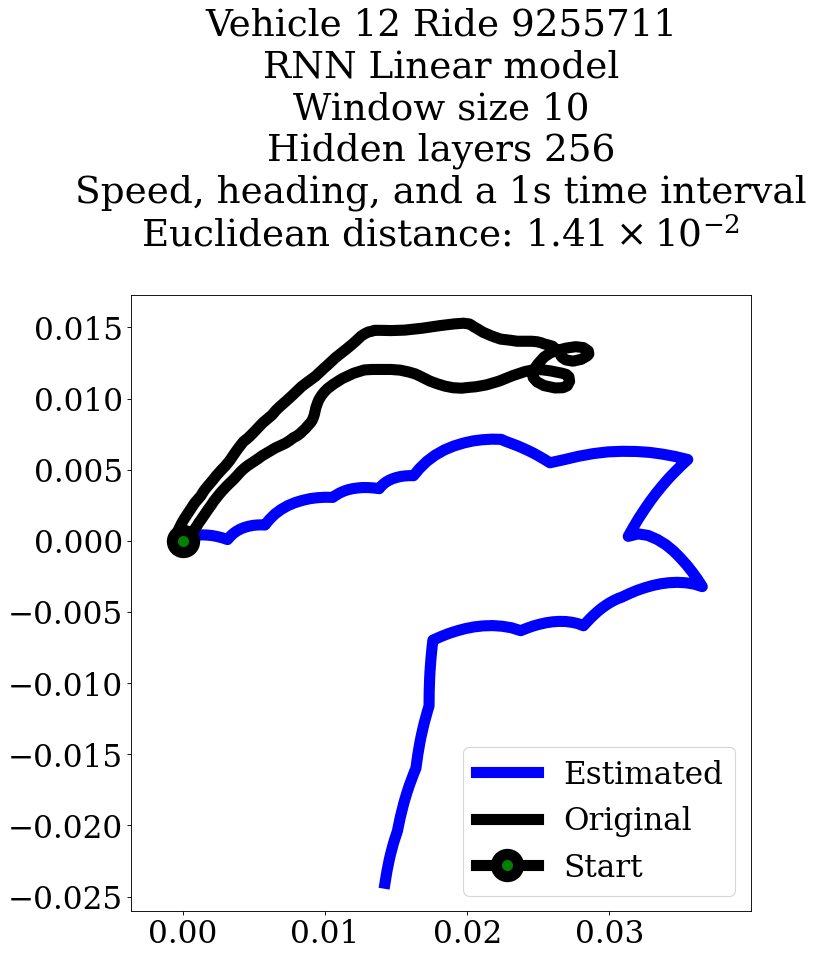 Vehicle 12 Ride 9255711
RNN Linear model
Window size 10
Hidden layers 256
Speed, heading, and a 1s time interval
Euclidean distance: 1.41 × 10⁻²
0.015
0.010
0.005
0.000
−0.005
−0.010
−0.015
−0.020
−0.025
Estimated
Original
Start
0.00 0.01 0.02 0.03